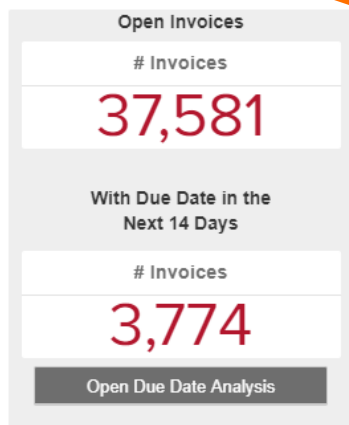 Open Invoices
# Invoices
37,581
With Due Date in the
Next 14 Days
# Invoices
3,774
Open Due Date Analysis